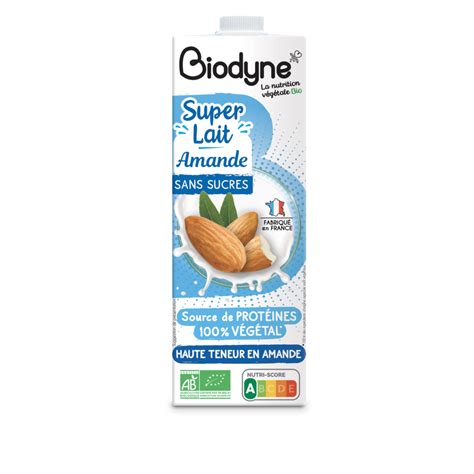 Biodyne
La nutrition
végétale Bio
Super
Lait
Amande
SANS SUCRES
FABRIQUÉ
en FRANCE
Source de PROTÉINES
100% VÉGÉTAL*
HAUTE TENEUR EN AMANDE
AB
NUTRI-SCORE
A B C D E